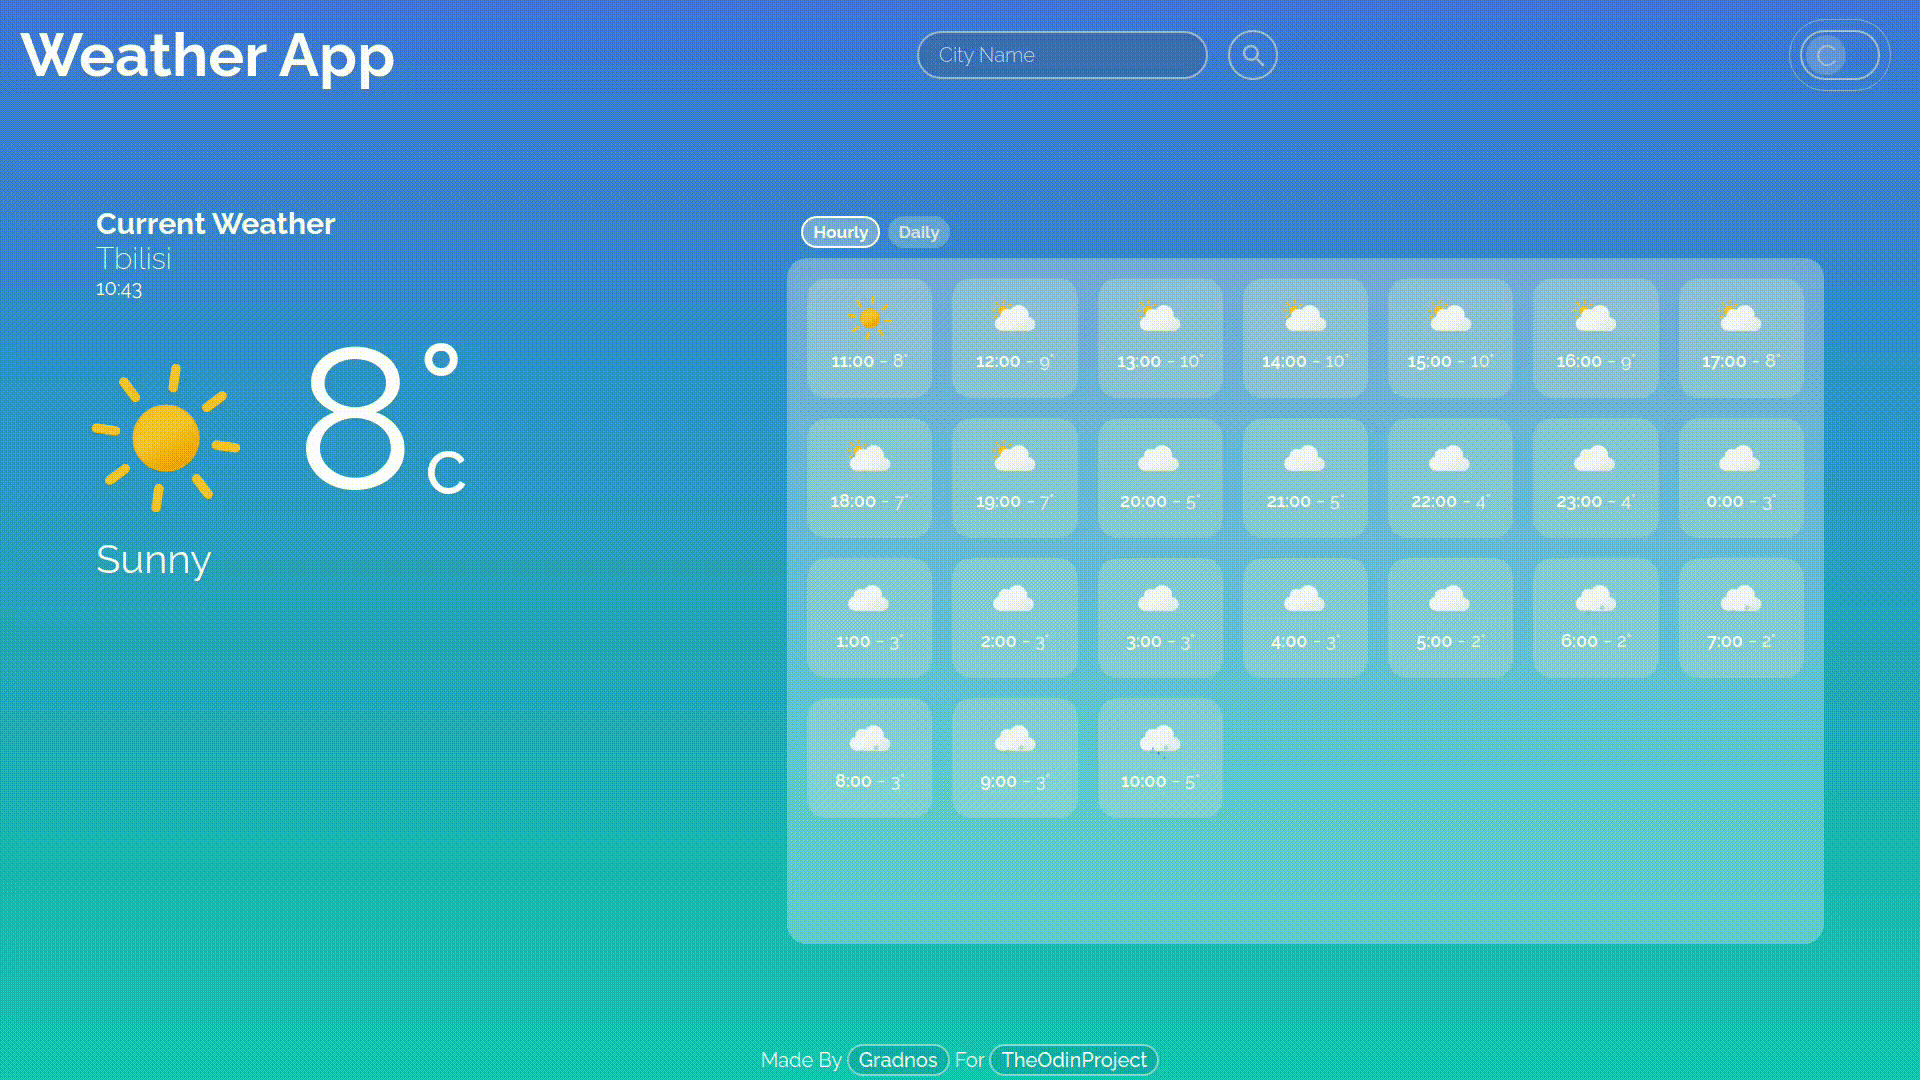 Weather App
City Name
C
Current Weather
Tbilisi
10:43
8°
C
Sunny
Hourly Daily
11:00 - 8° 12:00 - 9° 13:00 - 10° 14:00 - 10° 15:00 - 10° 16:00 - 9° 17:00 - 8°
18:00 - 7° 19:00 - 7° 20:00 - 5° 21:00 - 5° 22:00 - 4° 23:00 - 4° 0:00 - 3°
1:00 - 3° 2:00 - 3° 3:00 - 3° 4:00 - 3° 5:00 - 2° 6:00 - 2° 7:00 - 2°
8:00 - 3° 9:00 - 3° 10:00 - 5°
Made By Gradnos For TheOdinProject